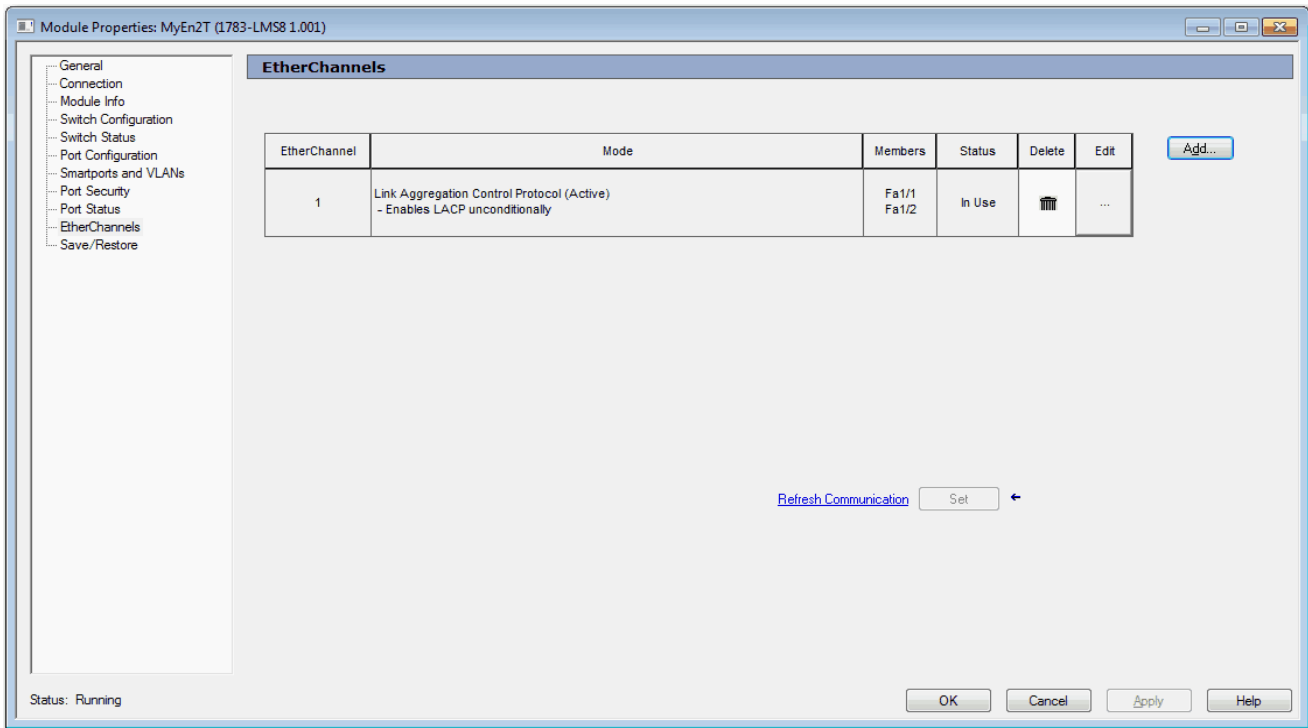 Module Properties: MyEn2T (1783-LMS8 1.001)
General
Connection
Module Info
Switch Configuration
Switch Status
Port Configuration
Smartports and VLANs
Port Security
Port Status
EtherChannels
Save/Restore
EtherChannels
EtherChannel Mode Members Status Delete Edit
1 Link Aggregation Control Protocol (Active)
- Enables LACP unconditionally
Fa1/1
Fa1/2
In Use
...
Add...
Refresh Communication Set
Status: Running
OK Cancel Apply Help